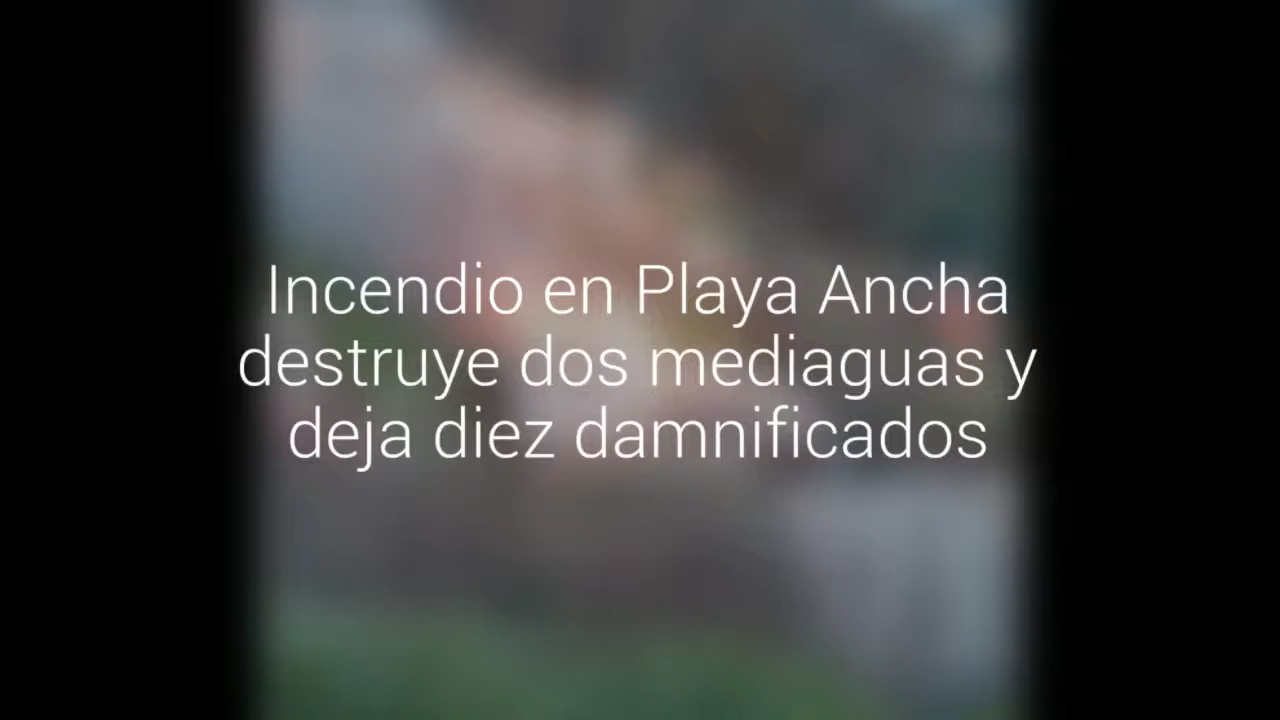 Incendio en Playa Ancha
destruye dos mediaguas y
deja diez damnificados